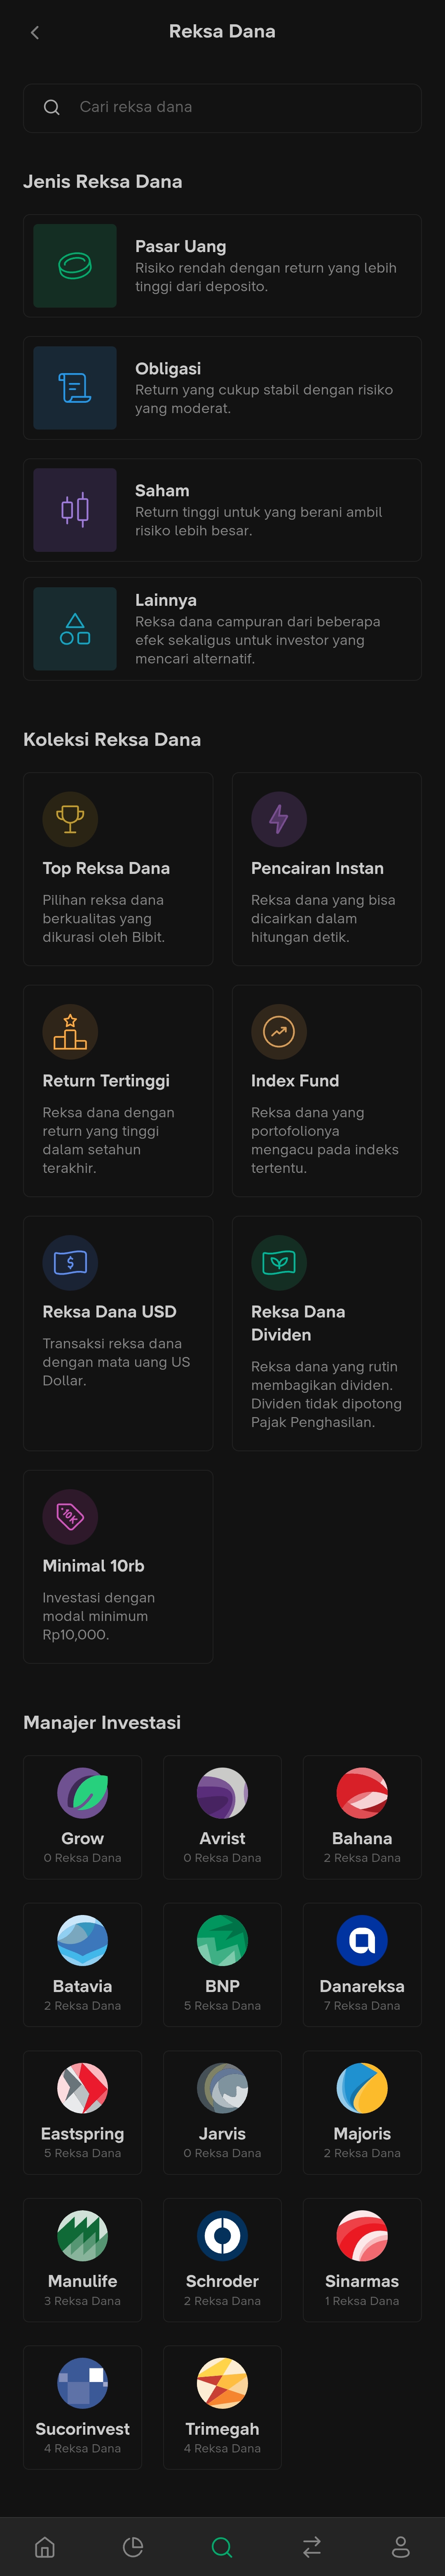 Reksa Dana
Cari reksa dana
Jenis Reksa Dana
Pasar Uang
Risiko rendah dengan return yang lebih
tinggi dari deposito.
Obligasi
Return yang cukup stabil dengan risiko
yang moderat.
Saham
Return tinggi untuk yang berani ambil
risiko lebih besar.
Lainnya
Reksa dana campuran dari beberapa
efek sekaligus untuk investor yang
mencari alternatif.
Koleksi Reksa Dana
Top Reksa Dana
Pilihan reksa dana
berkualitas yang
dikurasi oleh Bibit.
Pencairan Instan
Reksa dana yang bisa
dicairkan dalam
hitungan detik.
Return Tertinggi
Reksa dana dengan
return yang tinggi
dalam setahun
terakhir.
Index Fund
Reksa dana yang
portofolionya
mengacu pada indeks
tertentu.
$
Reksa Dana USD
Transaksi reksa dana
dengan mata uang US
Dollar.
Reksa Dana
Dividen
Reksa dana yang rutin
membagikan dividen.
Dividen tidak dipotong
Pajak Penghasilan.
10K
Minimal 10rb
Investasi dengan
modal minimum
Rp10,000.
Manajer Investasi
Grow
0 Reksa Dana
Avrist
0 Reksa Dana
Bahana
2 Reksa Dana
Batavia
2 Reksa Dana
BNP
5 Reksa Dana
Danareksa
7 Reksa Dana
Eastspring
5 Reksa Dana
Jarvis
0 Reksa Dana
Majoris
2 Reksa Dana
Manulife
3 Reksa Dana
Schroder
2 Reksa Dana
Sinarmas
1 Reksa Dana
Sucorinvest
4 Reksa Dana
Trimegah
4 Reksa Dana